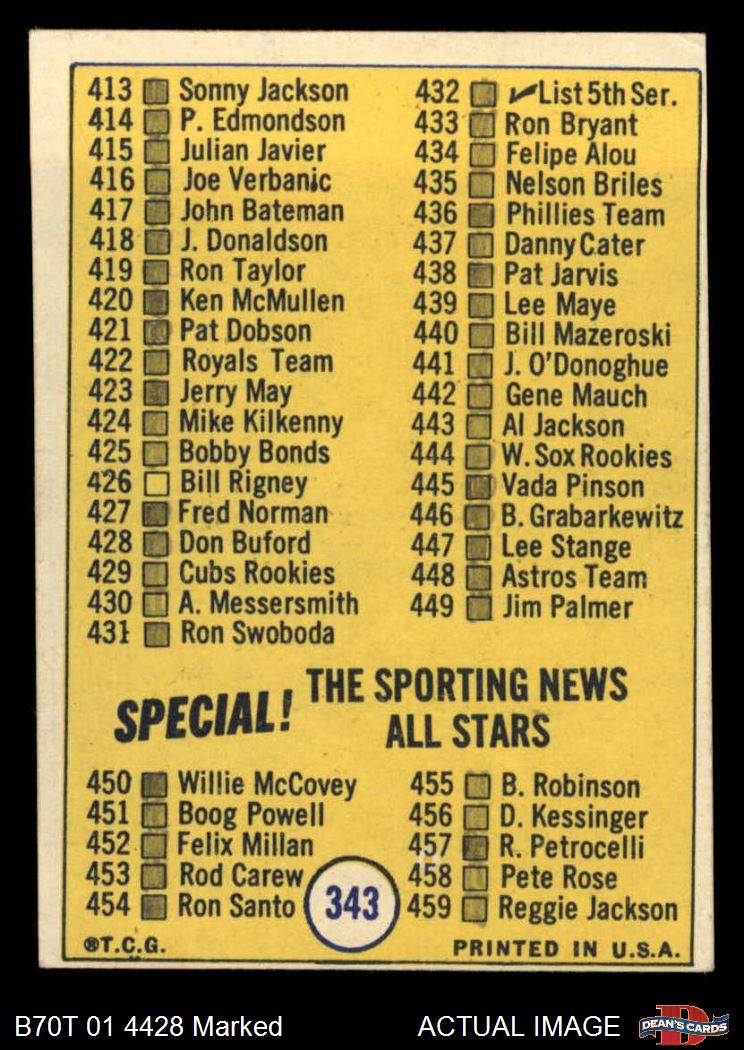 413 Sonny Jackson
414 P. Edmondson
415 Julian Javier
416 Joe Verbanic
417 John Bateman
418 J. Donaldson
419 Ron Taylor
420 Ken McMullen
421 Pat Dobson
422 Royals Team
423 Jerry May
424 Mike Kilkenny
425 Bobby Bonds
426 Bill Rigney
427 Fred Norman
428 Don Buford
429 Cubs Rookies
430 A. Messersmith
431 Ron Swoboda
432 ✓List 5th Ser.
433 Ron Bryant
434 Felipe Alou
435 Nelson Briles
436 Phillies Team
437 Danny Cater
438 Pat Jarvis
439 Lee Maye
440 Bill Mazeroski
441 J. O'Donoghue
442 Gene Mauch
443 Al Jackson
444 W. Sox Rookies
445 Vada Pinson
446 B. Grabarkewitz
447 Lee Stange
448 Astros Team
449 Jim Palmer
SPECIAL! THE SPORTING NEWS
ALL STARS
450 Willie McCovey
451 Boog Powell
452 Felix Millan
453 Rod Carew
454 Ron Santo
455 B. Robinson
456 D. Kessinger
457 R. Petrocelli
458 Pete Rose
459 Reggie Jackson
343
®T.C.G.
PRINTED IN U.S.A.
B70T 01 4428 Marked
ACTUAL IMAGE
D
DEAN'S CARDS